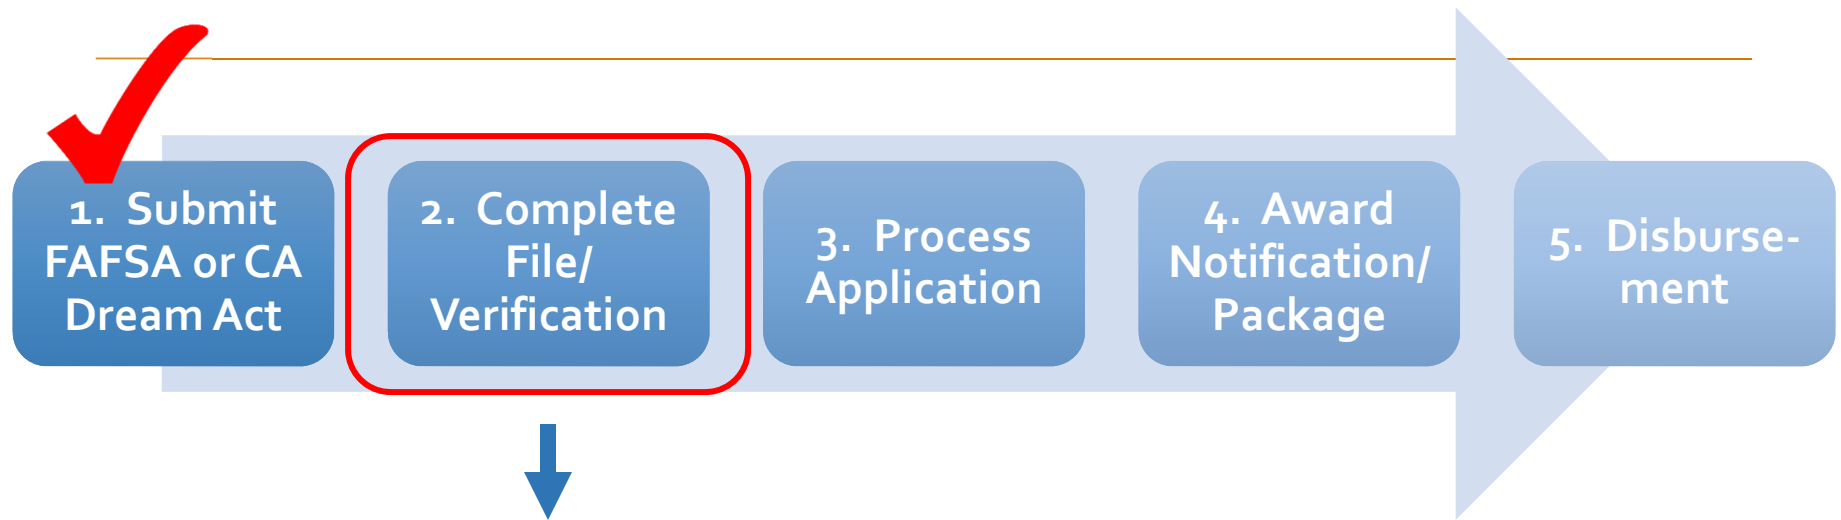 1. Submit
FAFSA or CA
Dream Act
2. Complete
File/
Verification
3. Process
Application
4. Award
Notification/
Package
5. Disburse-
ment